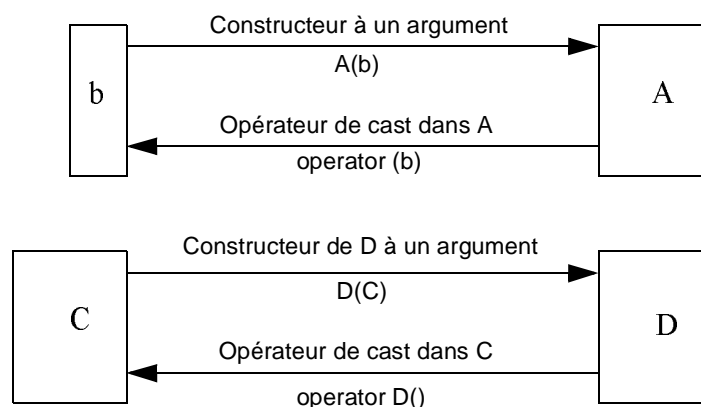 Constructeur à un argument
A(b)
b
A
Opérateur de cast dans A
operator (b)
Constructeur de D à un argument
D(C)
C
D
Opérateur de cast dans C
operator D()